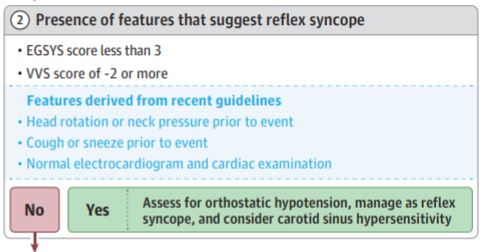 2 Presence of features that suggest reflex syncope
• EGSYS score less than 3
• VVS score of -2 or more
Features derived from recent guidelines
• Head rotation or neck pressure prior to event
• Cough or sneeze prior to event
• Normal electrocardiogram and cardiac examination
No
Yes
Assess for orthostatic hypotension, manage as reflex
syncope, and consider carotid sinus hypersensitivity